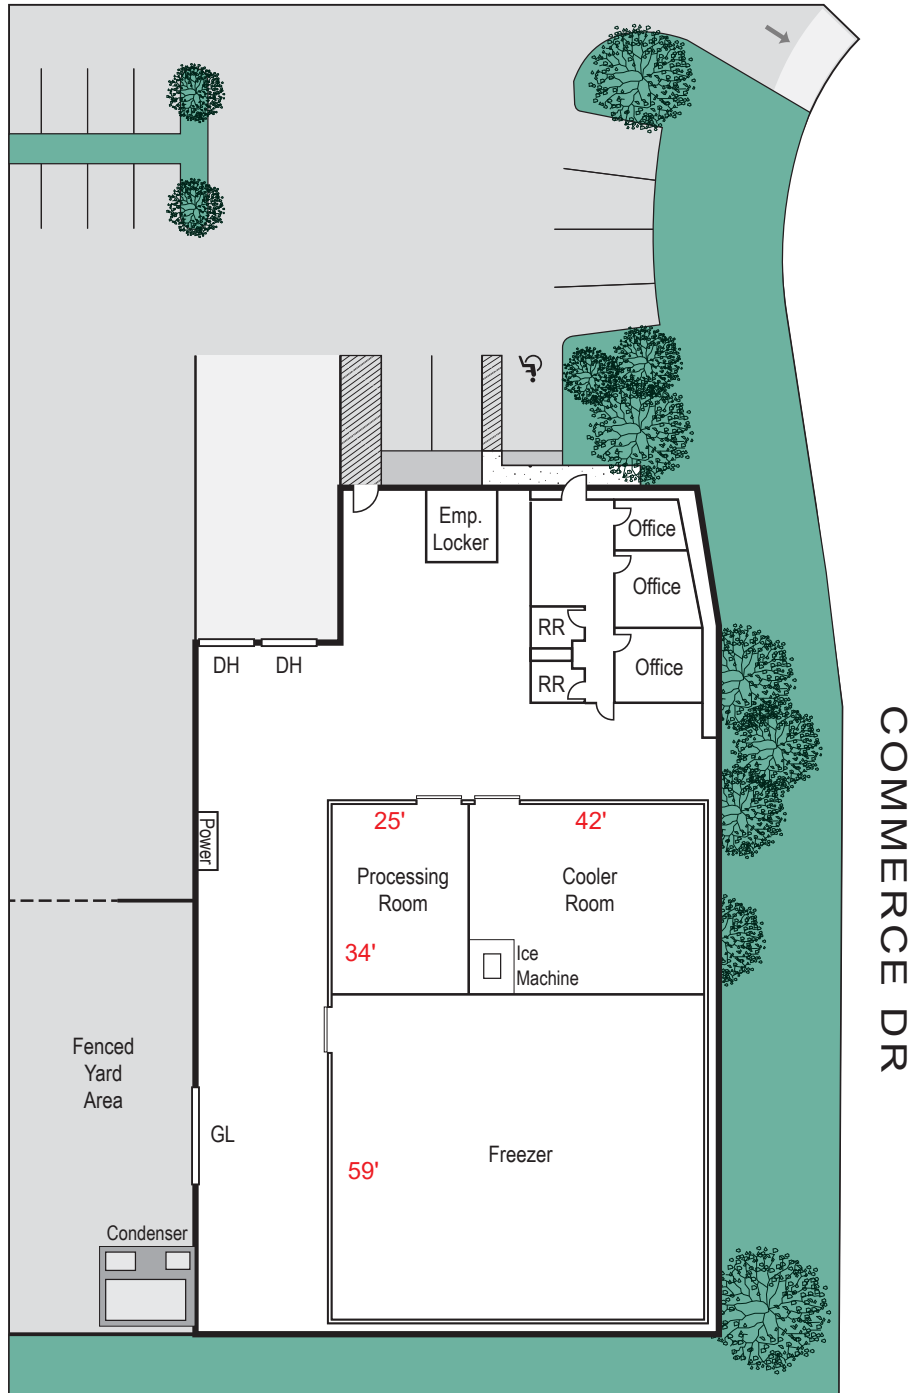 Emp.
Locker
Office
Office
RR
Office
RR
DH
DH
COMMERCE DR
25'
42'
Power
Processing
Room
Cooler
Room
34'
Ice
Machine
Fenced
Yard
Area
GL
Freezer
59'
Condenser